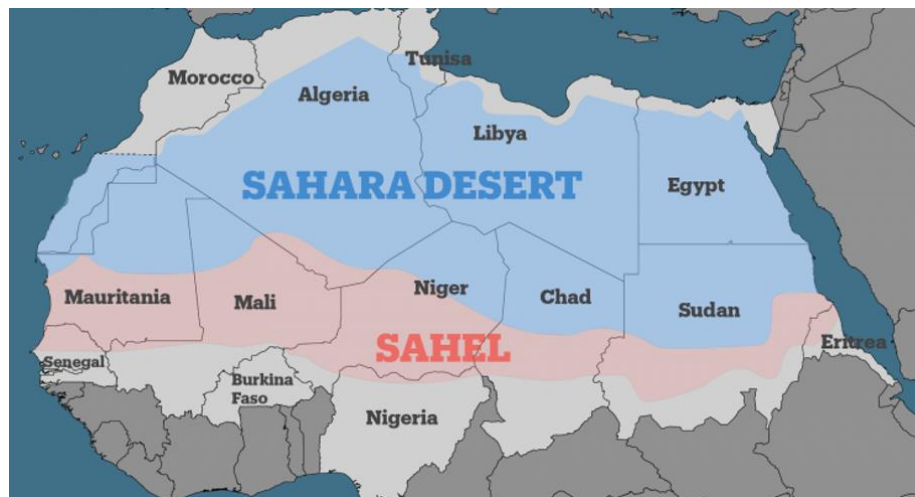 Tunisa
Morocco
Algeria
Libya
SAHARA DESERT
Egypt
Mauritania
Mali
Niger
Chad
Sudan
SAHEL
Eritrea
Senegal
Burkina
Faso
Nigeria